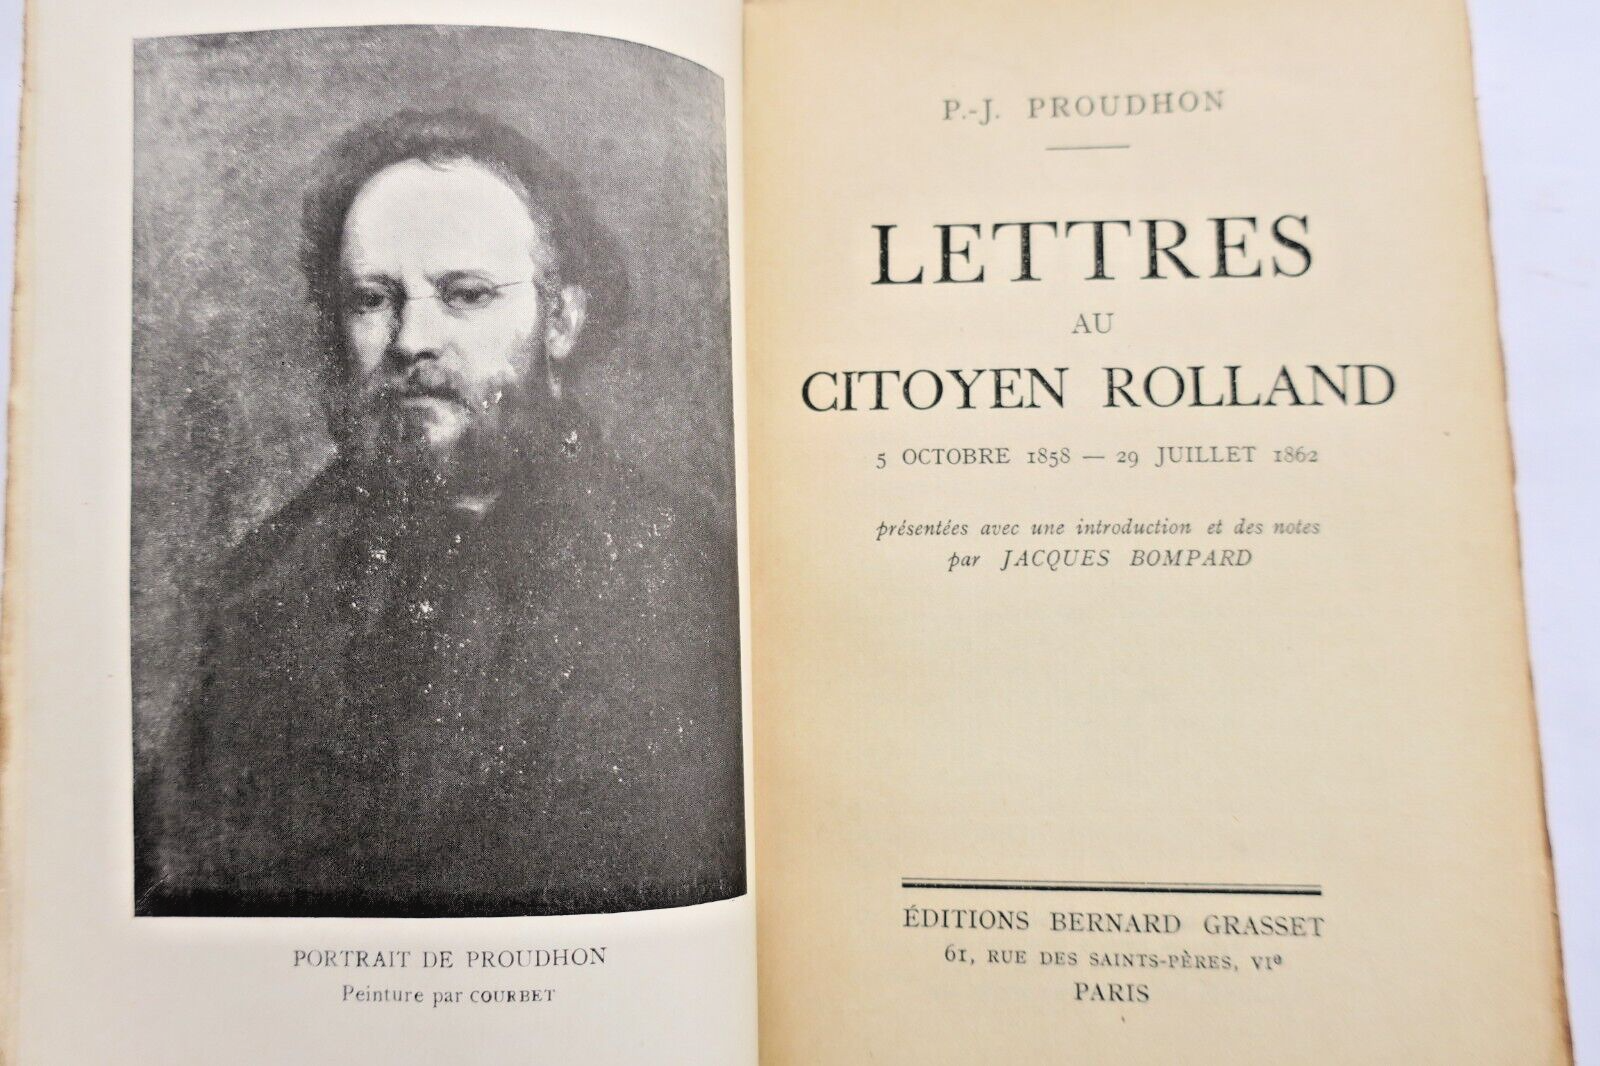 PORTRAIT DE PROUDHON
Peinture par COURBET
P.-J. PROUDHON
LETTRES
AU
CITOYEN ROLLAND
5 OCTOBRE 1858 — 29 JUILLET 1862
présentées avec une introduction et des notes
par JACQUES BOMPARD
ÉDITIONS BERNARD GRASSET
61, RUE DES SAINTS-PÈRES, VIe
PARIS